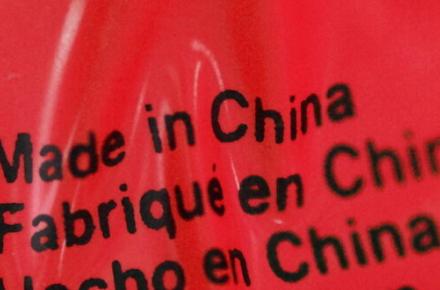 Made in China
Fabriqué en Chin
Hecho en China